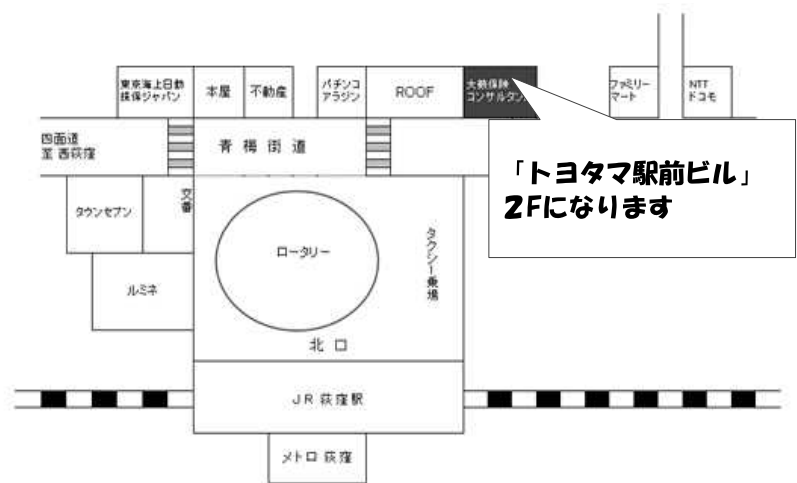 東京海上日動
損保ジャパン
本屋
不動産
パチンコ
アラジン
ROOF
大熱保険
コンサルタン
ファミリー
マート
NTT
ドコモ
四面道
至 西荻窪
青 梅 街 道
「トヨタマ駅前ビル」
2Fになります
タウンセブン
交番
ロータリー
タクシー乗場
ルミネ
北 口
JR 荻窪駅
メトロ 荻窪